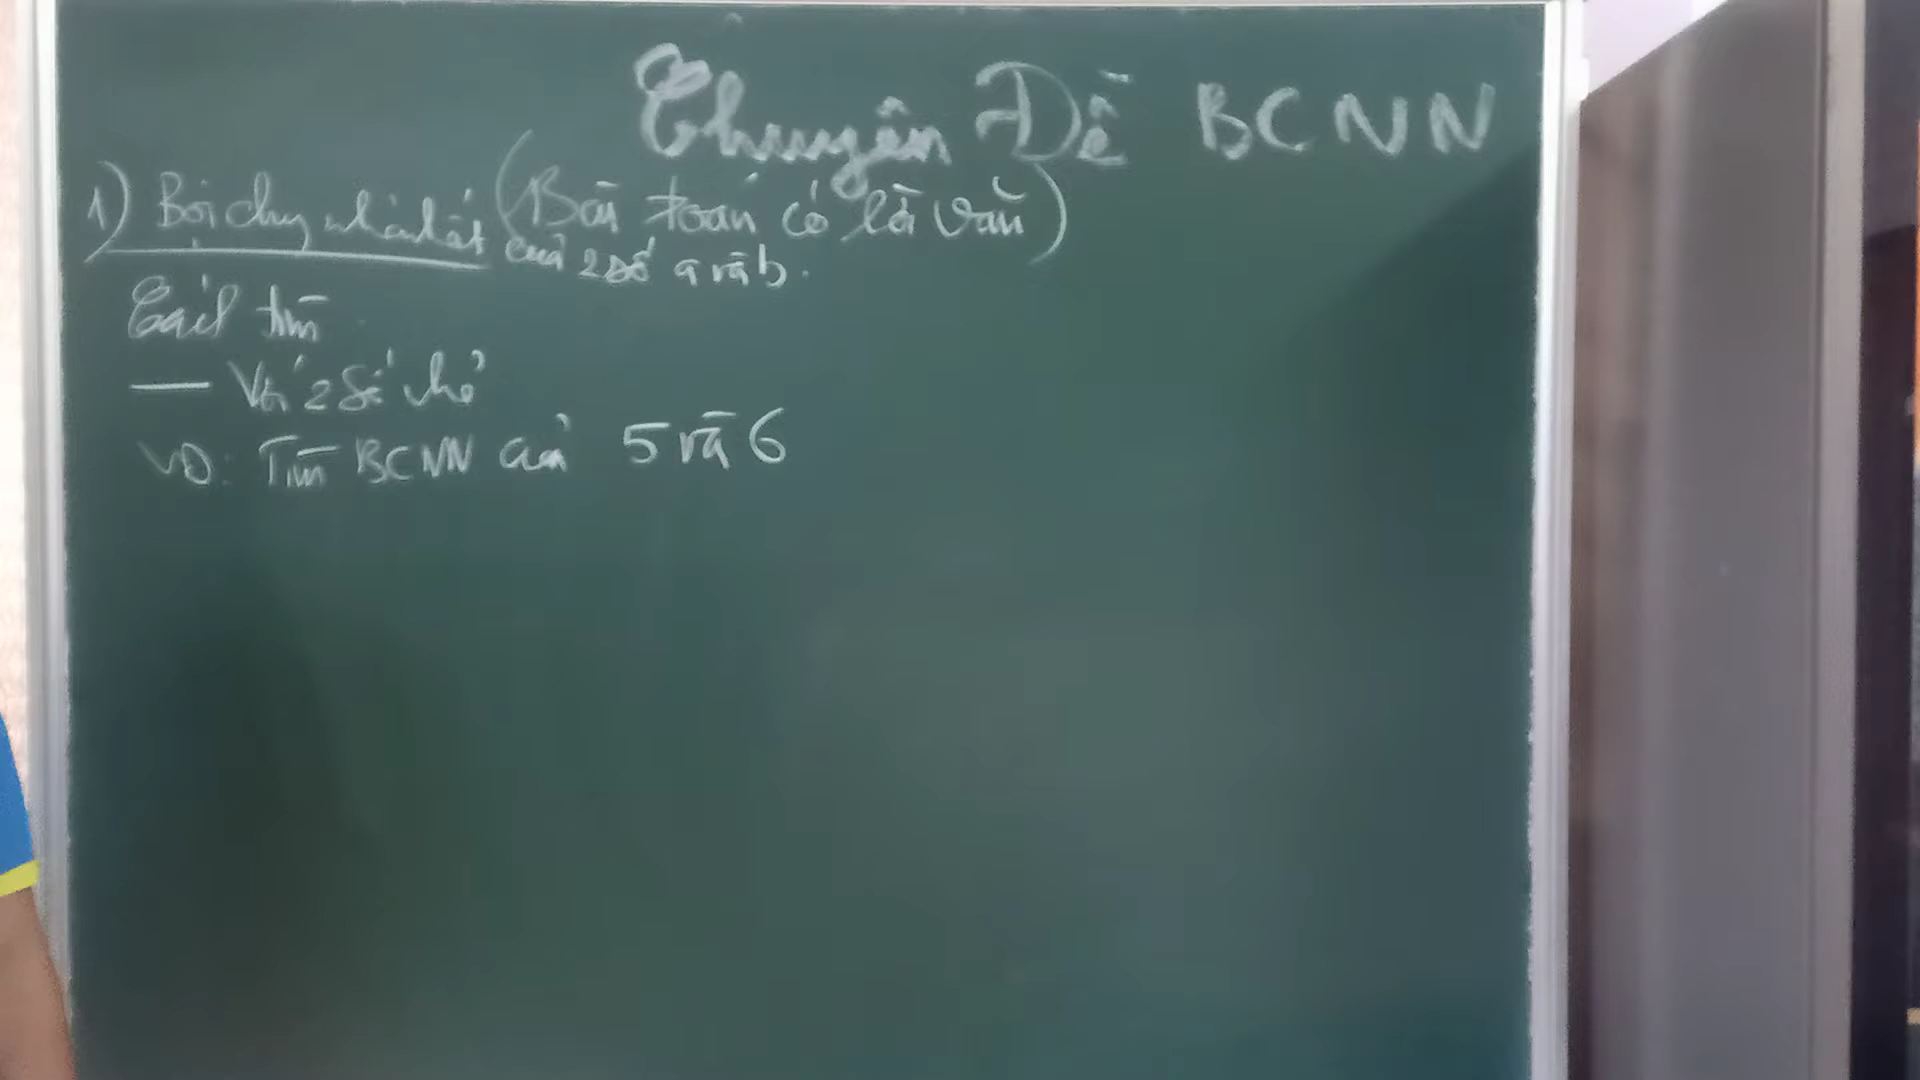 Chuyên Đề BCNN
1) Bội chung nhỏ nhất (Bài toán có lời văn)
của 2 số a và b.
Cách tìm
— Với 2 số nhỏ
VD: Tìm BCNN của 5 và 6